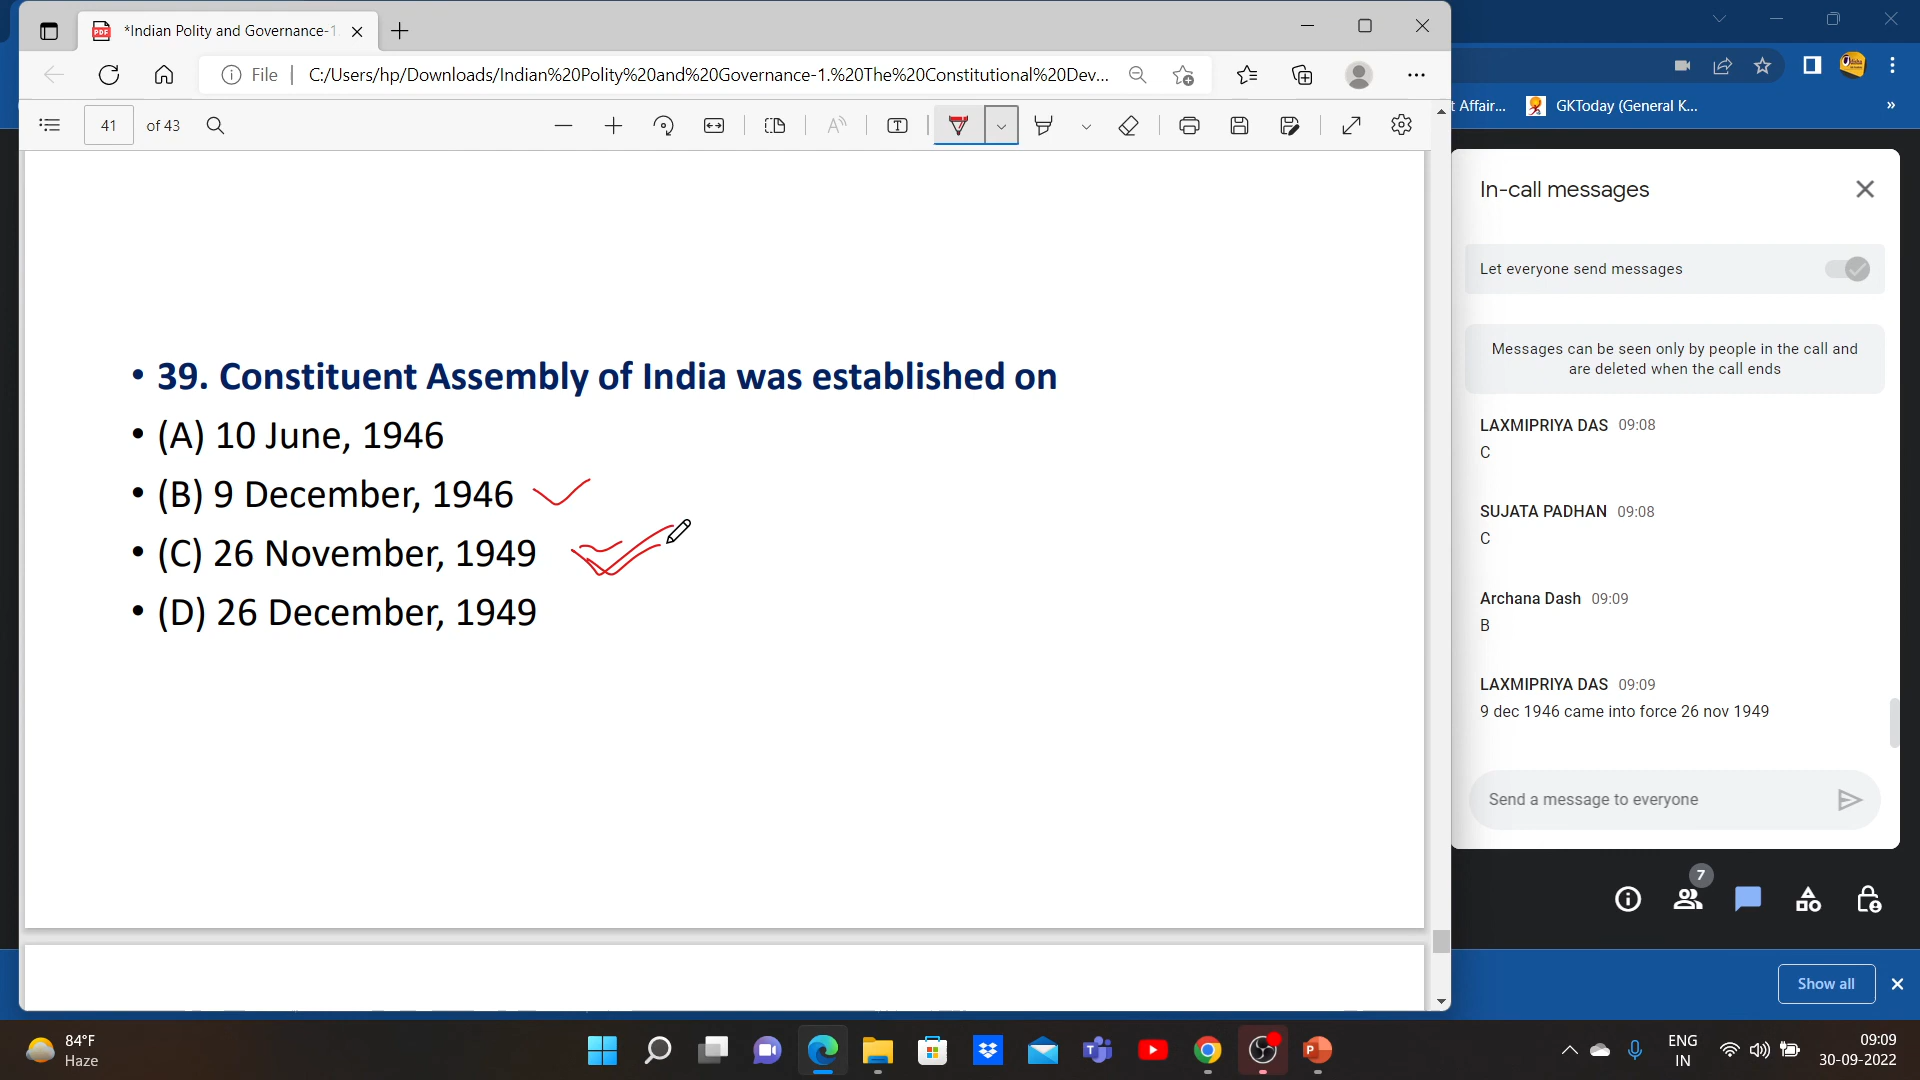 *Indian Polity and Governance-1
File
C:/Users/hp/Downloads/Indian%20Polity%20and%20Governance-1.%20The%20Constitutional%20Dev...
41 of 43
t Affair...
GKToday (General K...
»
• 39. Constituent Assembly of India was established on
• (A) 10 June, 1946
• (B) 9 December, 1946
• (C) 26 November, 1949
• (D) 26 December, 1949
In-call messages
Let everyone send messages
Messages can be seen only by people in the call and
are deleted when the call ends
LAXMIPRIYA DAS 09:08
C
SUJATA PADHAN 09:08
C
Archana Dash 09:09
B
LAXMIPRIYA DAS 09:09
9 dec 1946 came into force 26 nov 1949
Send a message to everyone
7
Show all
84°F
Haze
ENG
IN
09:09
30-09-2022